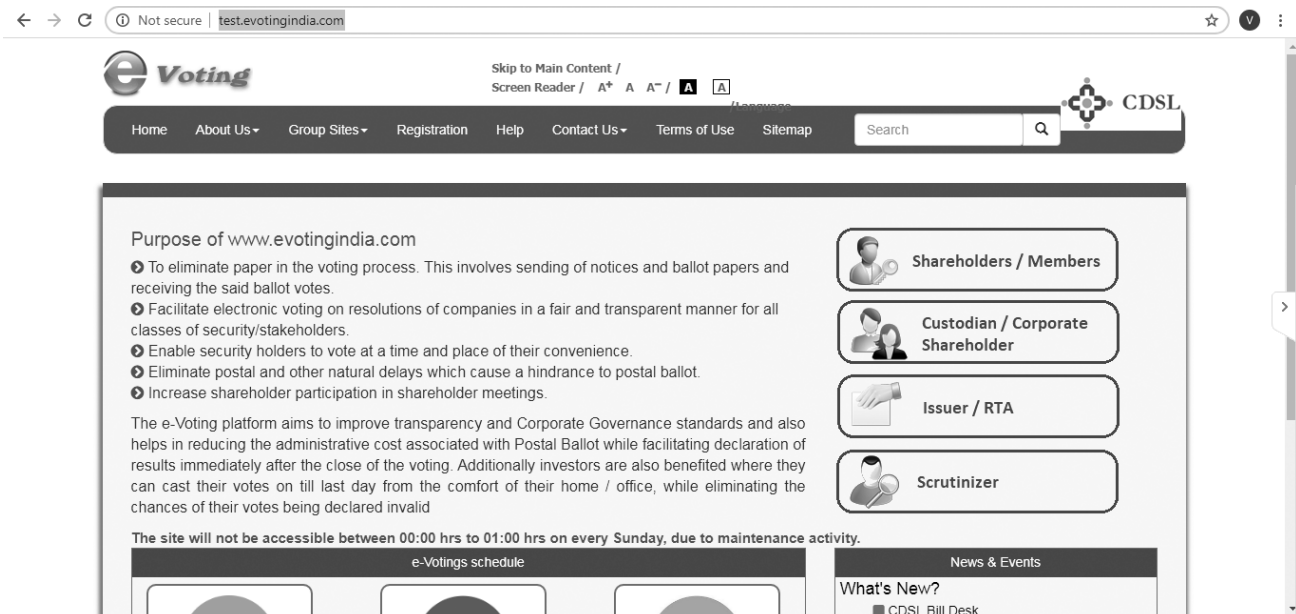 Not secure | test.evotingindia.com
V
e Voting
Skip to Main Content /
Screen Reader / A+ A A− / A A
/Language
CDSL
Home About Us Group Sites Registration Help Contact Us Terms of Use Sitemap Search
Purpose of www.evotingindia.com
To eliminate paper in the voting process. This involves sending of notices and ballot papers and
receiving the said ballot votes.
Facilitate electronic voting on resolutions of companies in a fair and transparent manner for all
classes of security/stakeholders.
Enable security holders to vote at a time and place of their convenience.
Eliminate postal and other natural delays which cause a hindrance to postal ballot.
Increase shareholder participation in shareholder meetings.
The e-Voting platform aims to improve transparency and Corporate Governance standards and also
helps in reducing the administrative cost associated with Postal Ballot while facilitating declaration of
results immediately after the close of the voting. Additionally investors are also benefited where they
can cast their votes on till last day from the comfort of their home / office, while eliminating the
chances of their votes being declared invalid
Shareholders / Members
Custodian / Corporate
Shareholder
Issuer / RTA
Scrutinizer
The site will not be accessible between 00:00 hrs to 01:00 hrs on every Sunday, due to maintenance activity.
e-Votings schedule
News & Events
What's New?
CDSL Bill Desk